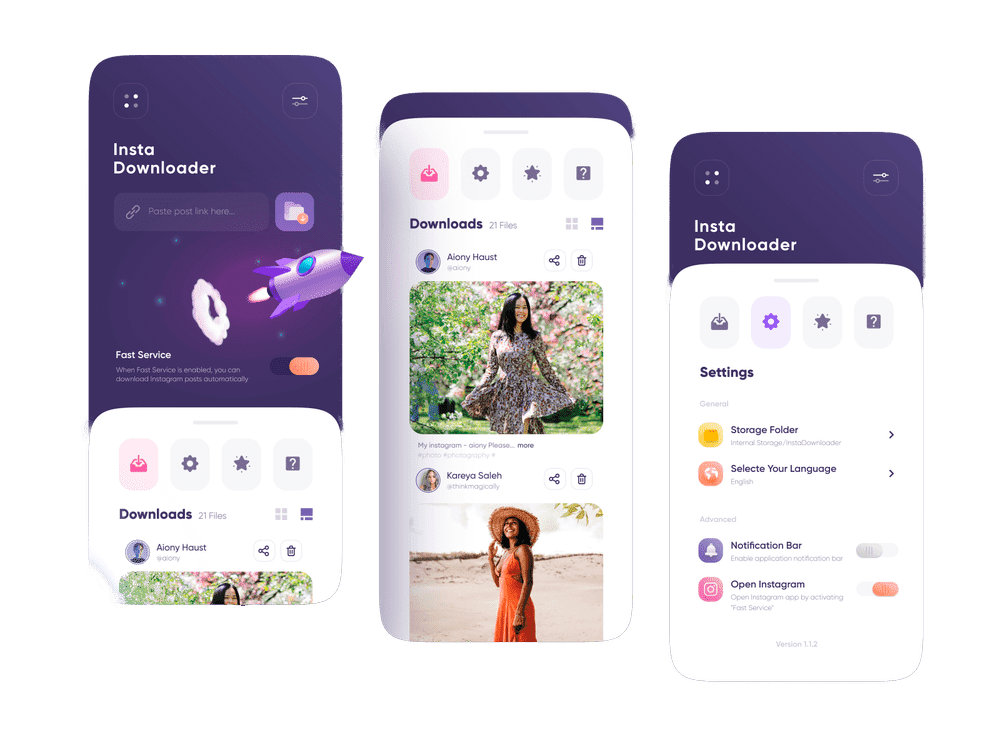 Insta
Downloader
Paste post link here...
Fast Service
When Fast Service is enabled, you can
download Instagram posts automatically
Downloads 21 Files
Aiony Haust
@aiony
Downloads 21 Files
Aiony Haust
@aiony
My instagram - aiony Please... more
#photo #photography #
Kareya Saleh
@thinkmagically
Insta
Downloader
Settings
General
Storage Folder
Internal Storage/InstaDownloader
Selecte Your Language
English
Advanced
Notification Bar
Enable application notification bar
Open Instagram
Open Instagram app by activating
"Fast Service"
Version 1.1.2